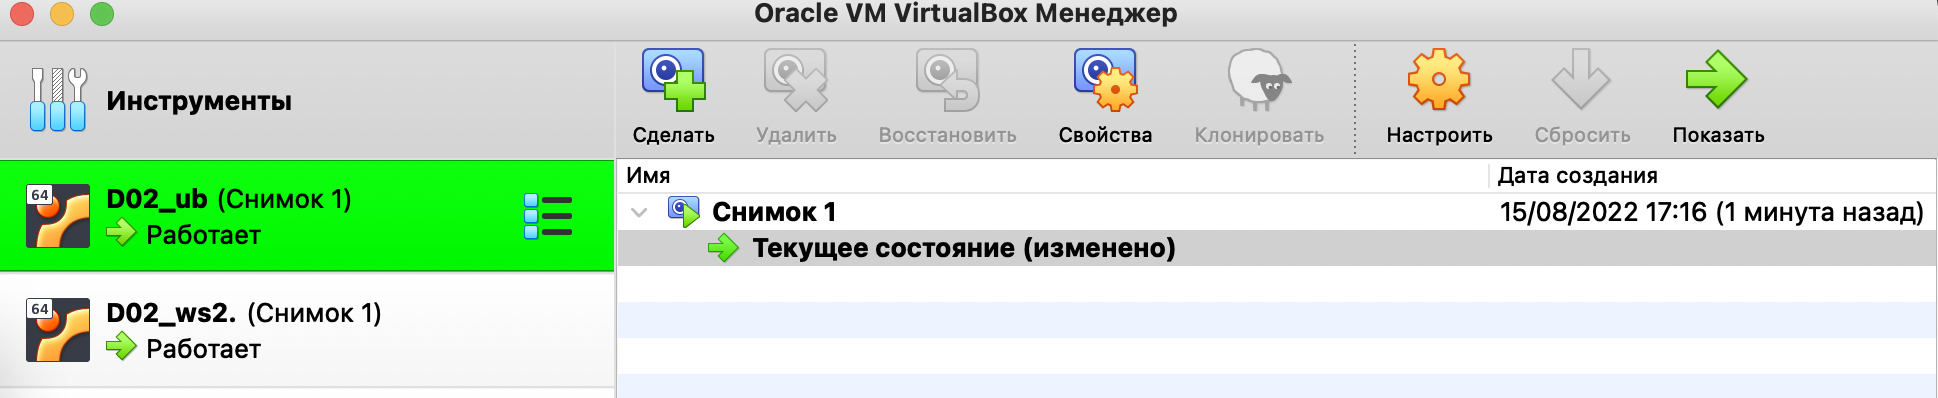 Oracle VM VirtualBox Менеджер
Инструменты
Сделать Удалить Восстановить Свойства Клонировать Настроить Сбросить Показать
64 D02_ub (Снимок 1)
Работает
64 D02_ws2. (Снимок 1)
Работает
Имя Дата создания
Снимок 1 15/08/2022 17:16 (1 минута назад)
Текущее состояние (изменено)